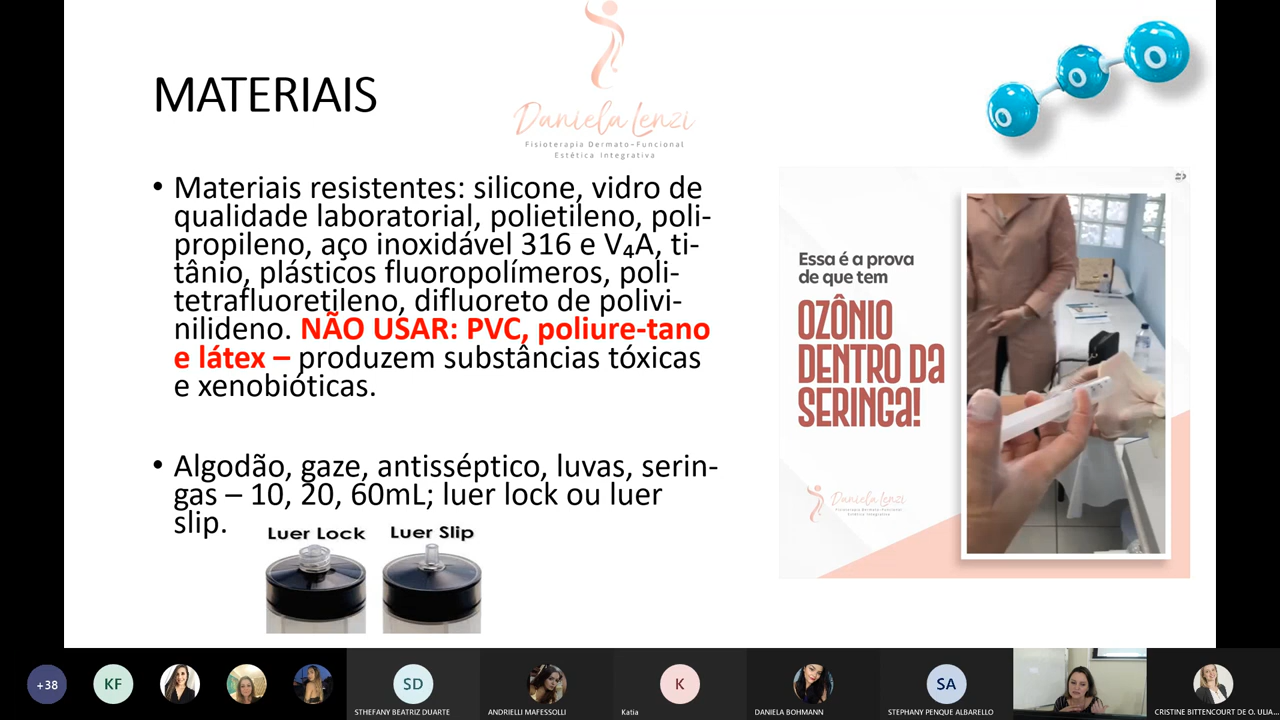 Daniela Lenzi
Fisioterapia Dermato-Funcional
Estética Integrativa
MATERIAIS
O
O
O
• Materiais resistentes: silicone, vidro de
qualidade laboratorial, polietileno, poli-
propileno, aço inoxidável 316 e V₄A, ti-
tânio, plásticos fluoropolímeros, poli-
tetrafluoretileno, difluoreto de polivi-
nilideno. NÃO USAR: PVC, poliure-tano
e látex – produzem substâncias tóxicas
e xenobióticas.
• Algodão, gaze, antisséptico, luvas, serin-
gas – 10, 20, 60mL; luer lock ou luer
slip.
Luer Lock
Luer Slip
Essa é a prova
de que tem
OZÔNIO
DENTRO DA
SERINGA!
Daniela Lenzi
Fisioterapia Dermato-Funcional
Estética Integrativa
+38
KF
SD
STHEFANY BEATRIZ DUARTE
ANDRIELLI MAFESSOLLI
K
Katia
DANIELA BOHMANN
SA
STEPHANY PENQUE ALBARELLO
CRISTINE BITTENCOURT DE O. ULIA...